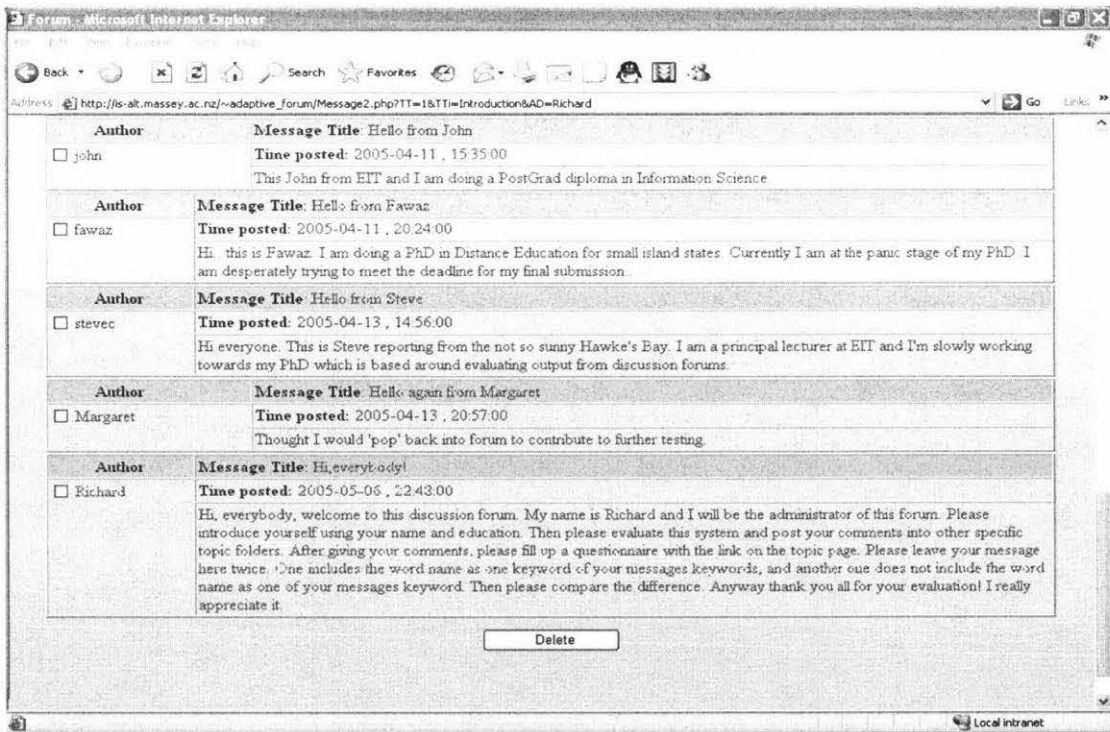 Forum - Microsoft Internet Explorer
Back Search Favorites
Address http://is-alt.massey.ac.nz/~adaptive_forum/Message2.php?TT=1&TTi=Introduction&AD=Richard Go Links »
Author Message Title: Hello from John
john Time posted: 2005-04-11 , 15:35:00
This John from EIT and I am doing a PostGrad diploma in Information Science
Author Message Title: Hello from Fawaz
fawaz Time posted: 2005-04-11 , 20:24:00
Hi.. this is Fawaz. I am doing a PhD in Distance Education for small island states. Currently I am at the panic stage of my PhD. I
am desperately trying to meet the deadline for my final submission..
Author Message Title: Hello from Steve
stevec Time posted: 2005-04-13 , 14:56:00
Hi everyone. This is Steve reporting from the not so sunny Hawke's Bay. I am a principal lecturer at EIT and I'm slowly working
towards my PhD which is based around evaluating output from discussion forums.
Author Message Title: Hello again from Margaret
Margaret Time posted: 2005-04-13 , 20:57:00
Thought I would 'pop' back into forum to contribute to further testing.
Author Message Title: Hi,everybody!
Richard Time posted: 2005-05-06 , 22:43:00
Hi, everybody, welcome to this discussion forum. My name is Richard and I will be the administrator of this forum. Please
introduce yourself using your name and education. Then please evaluate this system and post your comments into other specific
topic folders. After giving your comments, please fill up a questionnaire with the link on the topic page. Please leave your message
here twice. One includes the word name as one keyword of your messages keywords, and another one does not include the word
name as one of your messages keyword. Then please compare the difference. Anyway thank you all for your evaluation! I really
appreciate it.
Delete
Local intranet